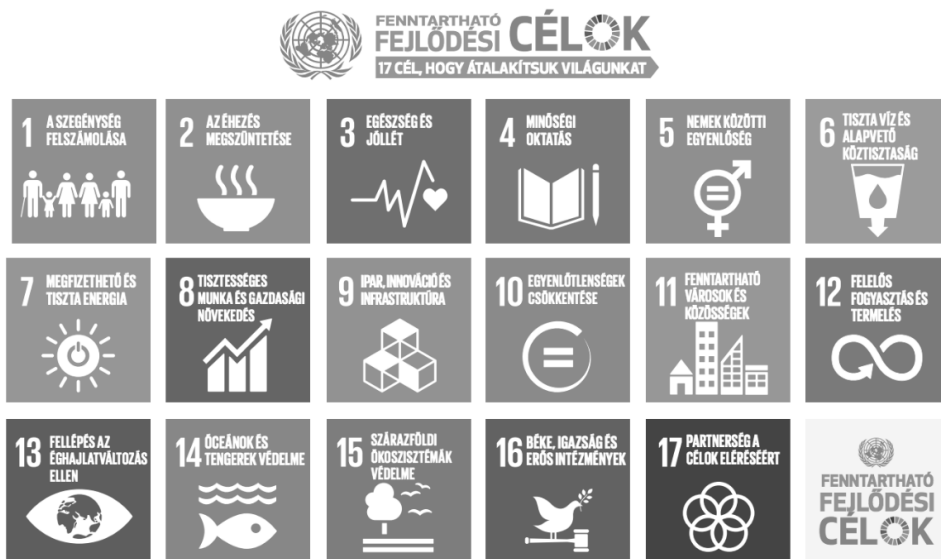 FENNTARTHATÓ
FEJLŐDÉSI CÉLOK
17 CÉL, HOGY ÁTALAKÍTSUK VILÁGUNKAT
1 A SZEGÉNYSÉG
FELSZÁMOLÁSA
2 AZ ÉHEZÉS
MEGSZÜNTETÉSE
3 EGÉSZSÉG ÉS
JÓLLÉT
4 MINŐSÉGI
OKTATÁS
5 NEMEK KÖZÖTTI
EGYENLŐSÉG
6 TISZTA VÍZ ÉS
ALAPVETŐ
KÖZTISZTASÁG
7 MEGFIZETHETŐ ÉS
TISZTA ENERGIA
8 TISZTESSÉGES
MUNKA ÉS GAZDASÁGI
NÖVEKEDÉS
9 IPAR, INNOVÁCIÓ ÉS
INFRASTRUKTÚRA
10 EGYENLŐTLENSÉGEK
CSÖKKENTÉSE
11 FENNTARTHATÓ
VÁROSOK ÉS
KÖZÖSSÉGEK
12 FELELŐS
FOGYASZTÁS ÉS
TERMELÉS
13 FELLÉPÉS AZ
ÉGHAJLATVÁLTOZÁS
ELLEN
14 ÓCEÁNOK ÉS
TENGEREK VÉDELME
15 SZÁRAZFÖLDI
ÖKOSZISZTÉMÁK
VÉDELME
16 BÉKE, IGAZSÁG ÉS
ERŐS INTÉZMÉNYEK
17 PARTNERSÉG A
CÉLOK ELÉRÉSÉÉRT
FENNTARTHATÓ
FEJLŐDÉSI
CÉLOK